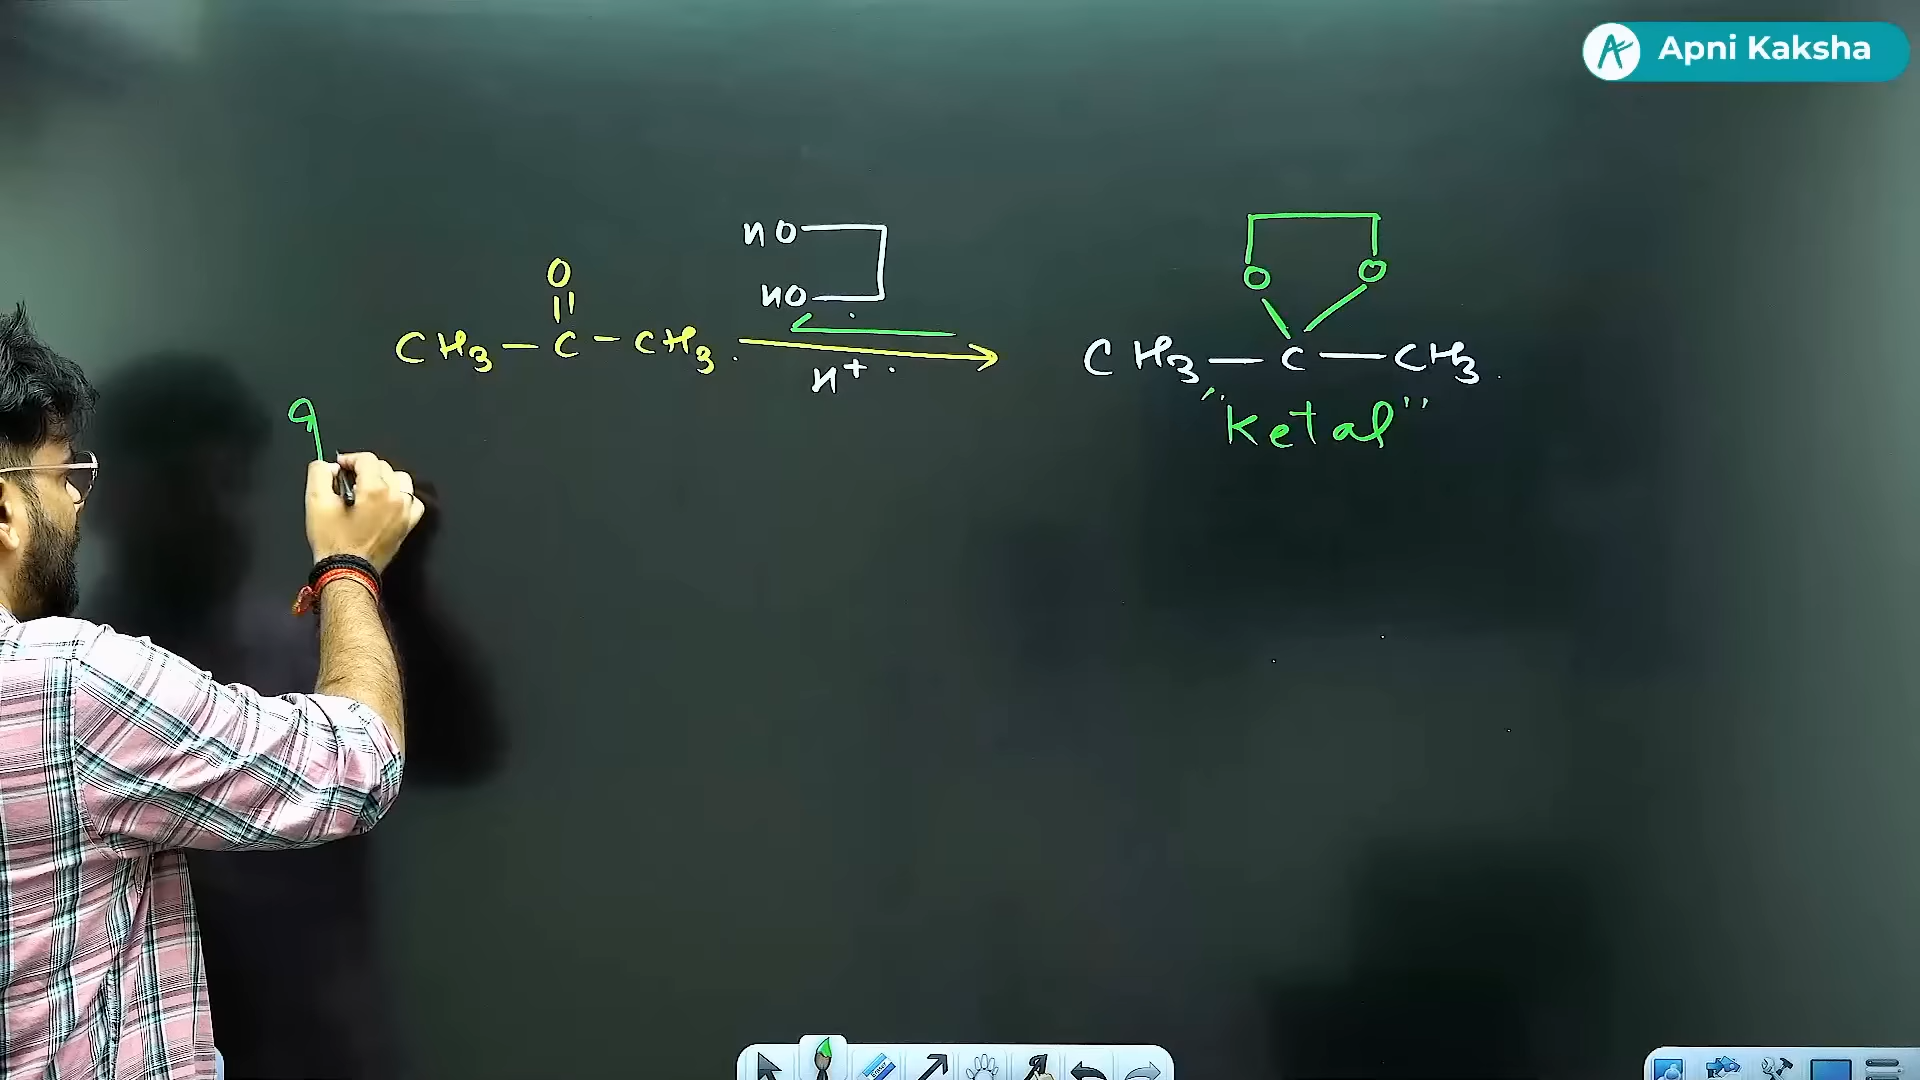 Apni Kaksha
HO
HO
O
||
CH3 — C — CH3
H+
O
O
CH3 — C — CH3
"Ketal"